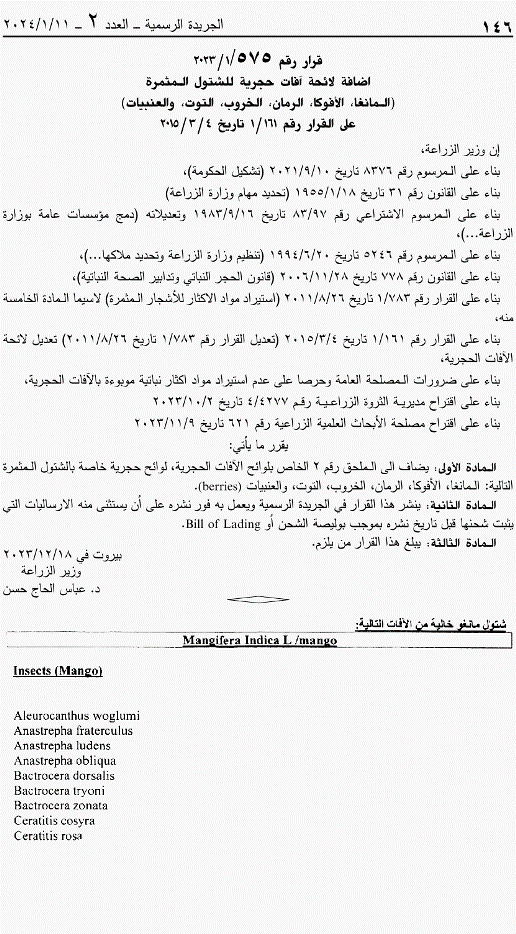 ١٤٦
الجريدة الرسمية ــ العدد ٢ ــ ٢٠٢٤/١/١١
قرار رقم ٢٠٢٣/١/٥٧٥
اضافة لائحة آفات حجرية للشتول المثمرة
(المانغا، الأفوكا، الرمان، الخروب، التوت، والعنبيات)
على القرار رقم ١/١٦١ تاريخ ٢٠١٥/٣/٤
إن وزير الزراعة،
بناء على المرسوم رقم ٨٣٧٦ تاريخ ٢٠٢١/٩/١٠ (تشكيل الحكومة)،
بناء على القانون رقم ٣١ تاريخ ١٩٥٥/١/١٨ (تحديد مهام وزارة الزراعة)
بناء على المرسوم الاشتراعي رقم ٨٣/٩٧ تاريخ ١٩٨٣/٩/١٦ وتعديلاته (دمج مؤسسات عامة بوزارة
الزراعة...)،
بناء على المرسوم رقم ٥٢٤٦ تاريخ ١٩٩٤/٦/٢٠ (تنظيم وزارة الزراعة وتحديد ملاكها...)،
بناء على القانون رقم ٧٧٨ تاريخ ٢٠٠٦/١١/٢٨ (قانون الحجر النباتي وتدابير الصحة النباتية)،
بناء على القرار رقم ١/٧٨٣ تاريخ ٢٠١١/٨/٢٦ (استيراد مواد الاكثار للأشجار المثمرة) لاسيما المادة الخامسة
منه،
بناء على القرار رقم ١/١٦١ تاريخ ٢٠١٥/٣/٤ (تعديل القرار رقم ١/٧٨٣ تاريخ ٢٠١١/٨/٢٦) تعديل لائحة
الآفات الحجرية،
بناء على ضرورات المصلحة العامة وحرصا على عدم استيراد مواد اكثار نباتية موبوءة بالآفات الحجرية،
بناء على اقتراح مديرية الثروة الزراعية رقم ٤/٤٢٧٧ تاريخ ٢٠٢٣/١٠/٢
بناء على اقتراح مصلحة الأبحاث العلمية الزراعية رقم ٦٢١ تاريخ ٢٠٢٣/١١/٩
يقرر ما يأتي:
المادة الأولى: يضاف الى الملحق رقم ٢ الخاص بلوائح الآفات الحجرية، لوائح حجرية خاصة بالشتول المثمرة
التالية: المانغا، الأفوكا، الرمان، الخروب، التوت، والعنبيات (berries).
المادة الثانية: ينشر هذا القرار في الجريدة الرسمية ويعمل به فور نشره على أن يستثنى منه الارساليات التي
يثبت شحنها قبل تاريخ نشره بموجب بوليصة الشحن أو Bill of Lading.
المادة الثالثة: يبلغ هذا القرار من يلزم.
بيروت في ٢٠٢٣/١٢/١٨
وزير الزراعة
د. عباس الحاج حسن
شتول مانغو خالية من الآفات التالية:
Mangifera Indica L /mango
Insects (Mango)
Aleurocanthus woglumi
Anastrepha fraterculus
Anastrepha ludens
Anastrepha obliqua
Bactrocera dorsalis
Bactrocera tryoni
Bactrocera zonata
Ceratitis cosyra
Ceratitis rosa